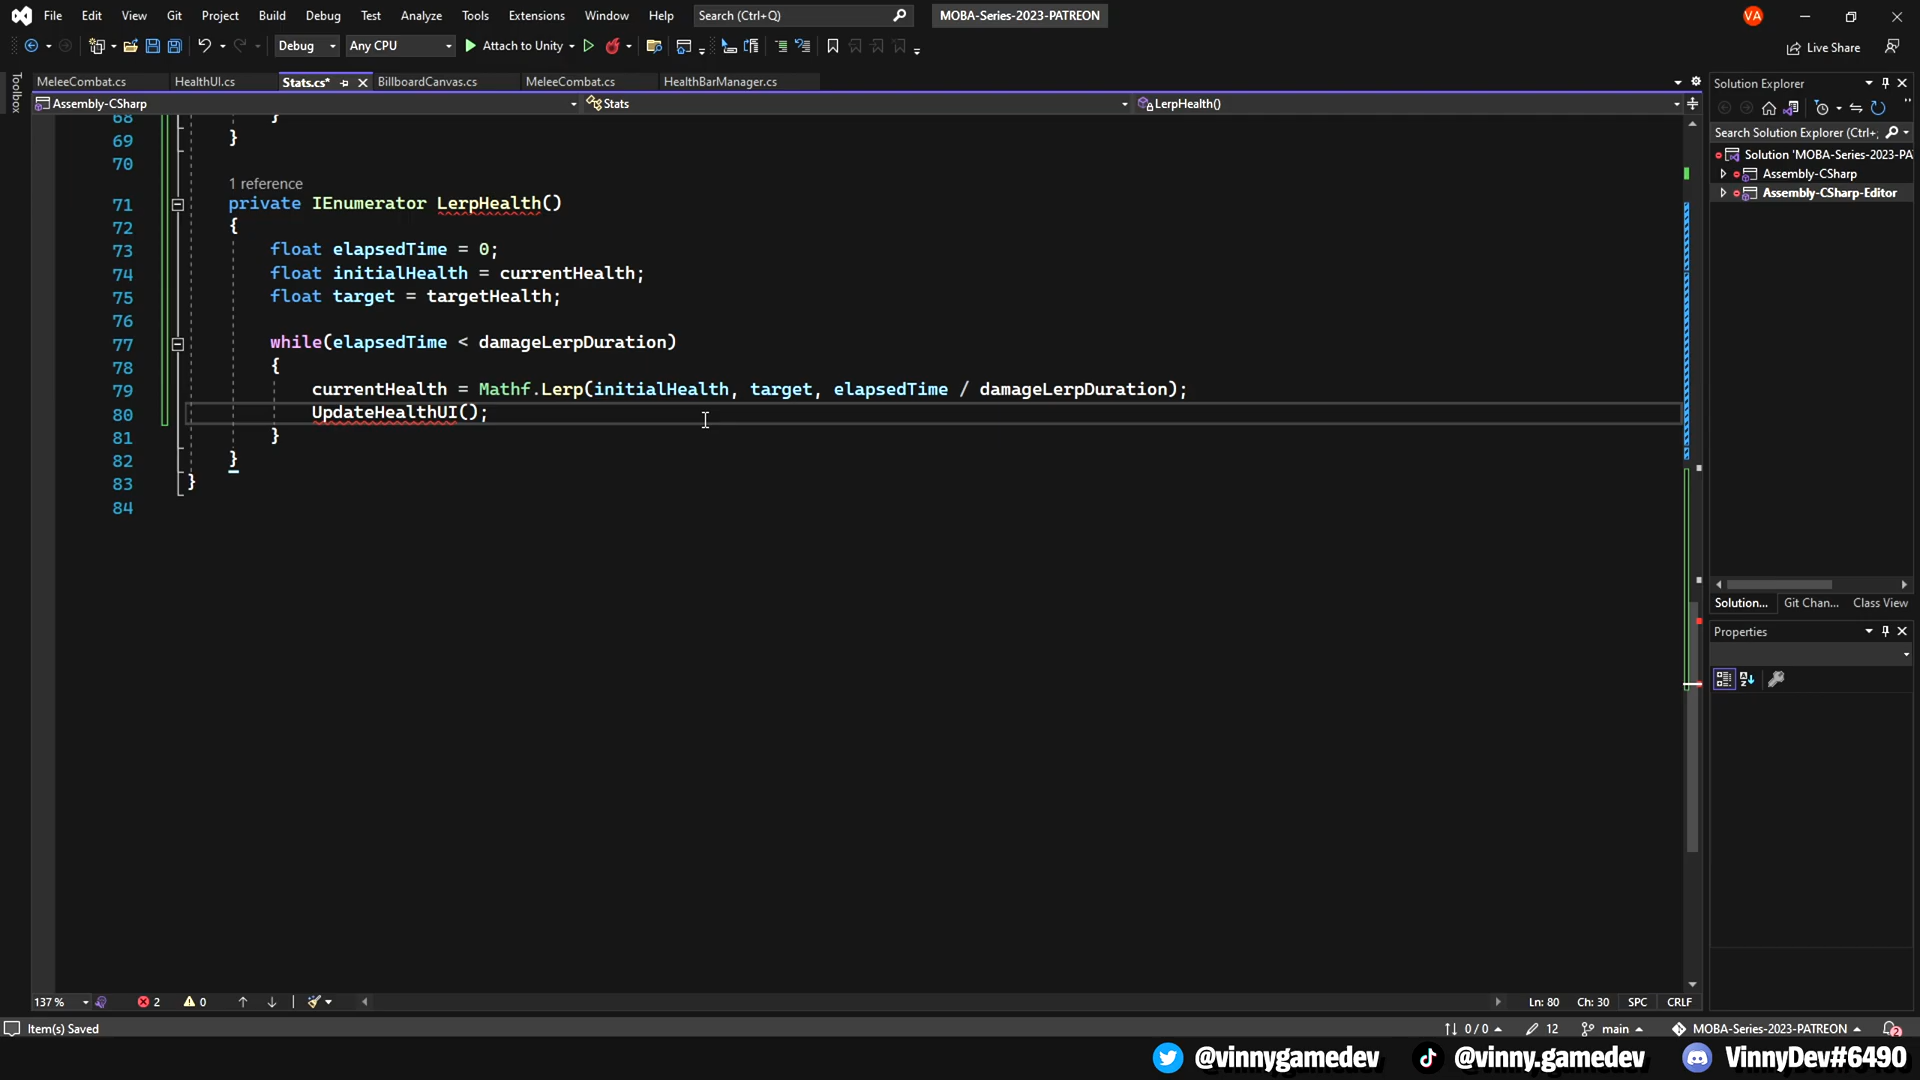 File Edit View Git Project Build Debug Test Analyze Tools Extensions Window Help Search (Ctrl+Q) MOBA-Series-2023-PATREON VA
Debug Any CPU Attach to Unity Live Share
Toolbox
MeleeCombat.cs HealthUI.cs Stats.cs* BillboardCanvas.cs MeleeCombat.cs HealthBarManager.cs
Assembly-CSharp Stats LerpHealth()
68 }
69 }
70
1 reference
71 private IEnumerator LerpHealth()
72 {
73 float elapsedTime = 0;
74 float initialHealth = currentHealth;
75 float target = targetHealth;
76
77 while(elapsedTime < damageLerpDuration)
78 {
79 currentHealth = Mathf.Lerp(initialHealth, target, elapsedTime / damageLerpDuration);
80 UpdateHealthUI();
81 }
82 }
83 }
84
Solution Explorer
Search Solution Explorer (Ctrl+;
Solution 'MOBA-Series-2023-PA
Assembly-CSharp
Assembly-CSharp-Editor
Solution... Git Chan... Class View
Properties
137 % 2 0 Ln: 80 Ch: 30 SPC CRLF
Item(s) Saved 0 / 0 12 main MOBA-Series-2023-PATREON 2
@vinnygamedev @vinny.gamedev VinnyDev#6490